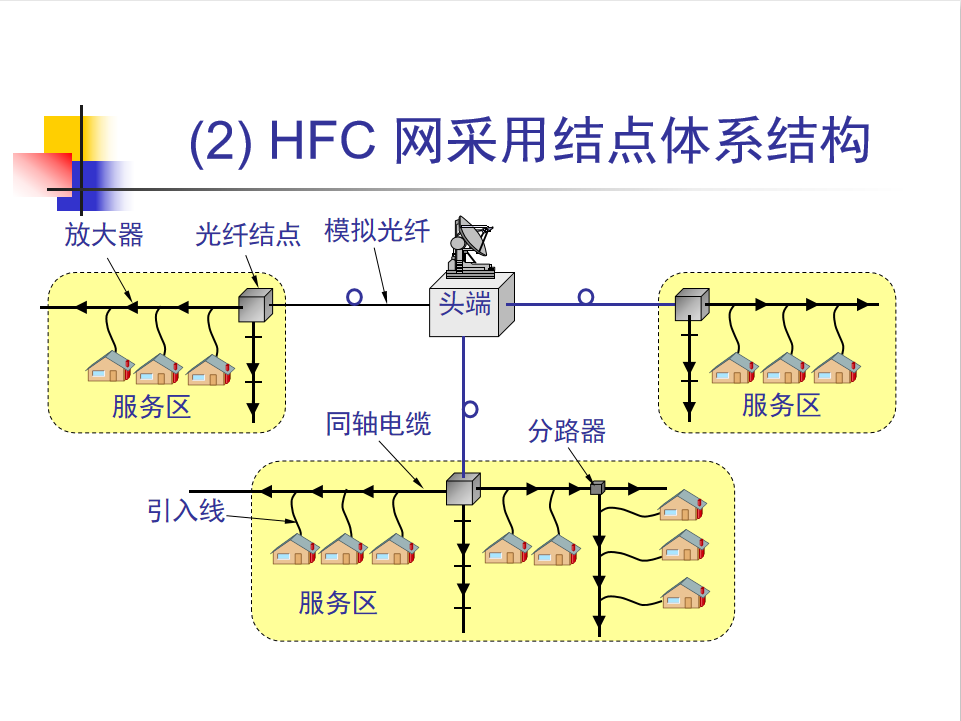 (2) HFC 网采用结点体系结构
放大器
光纤结点
模拟光纤
头端
服务区
服务区
同轴电缆
分路器
引入线
服务区